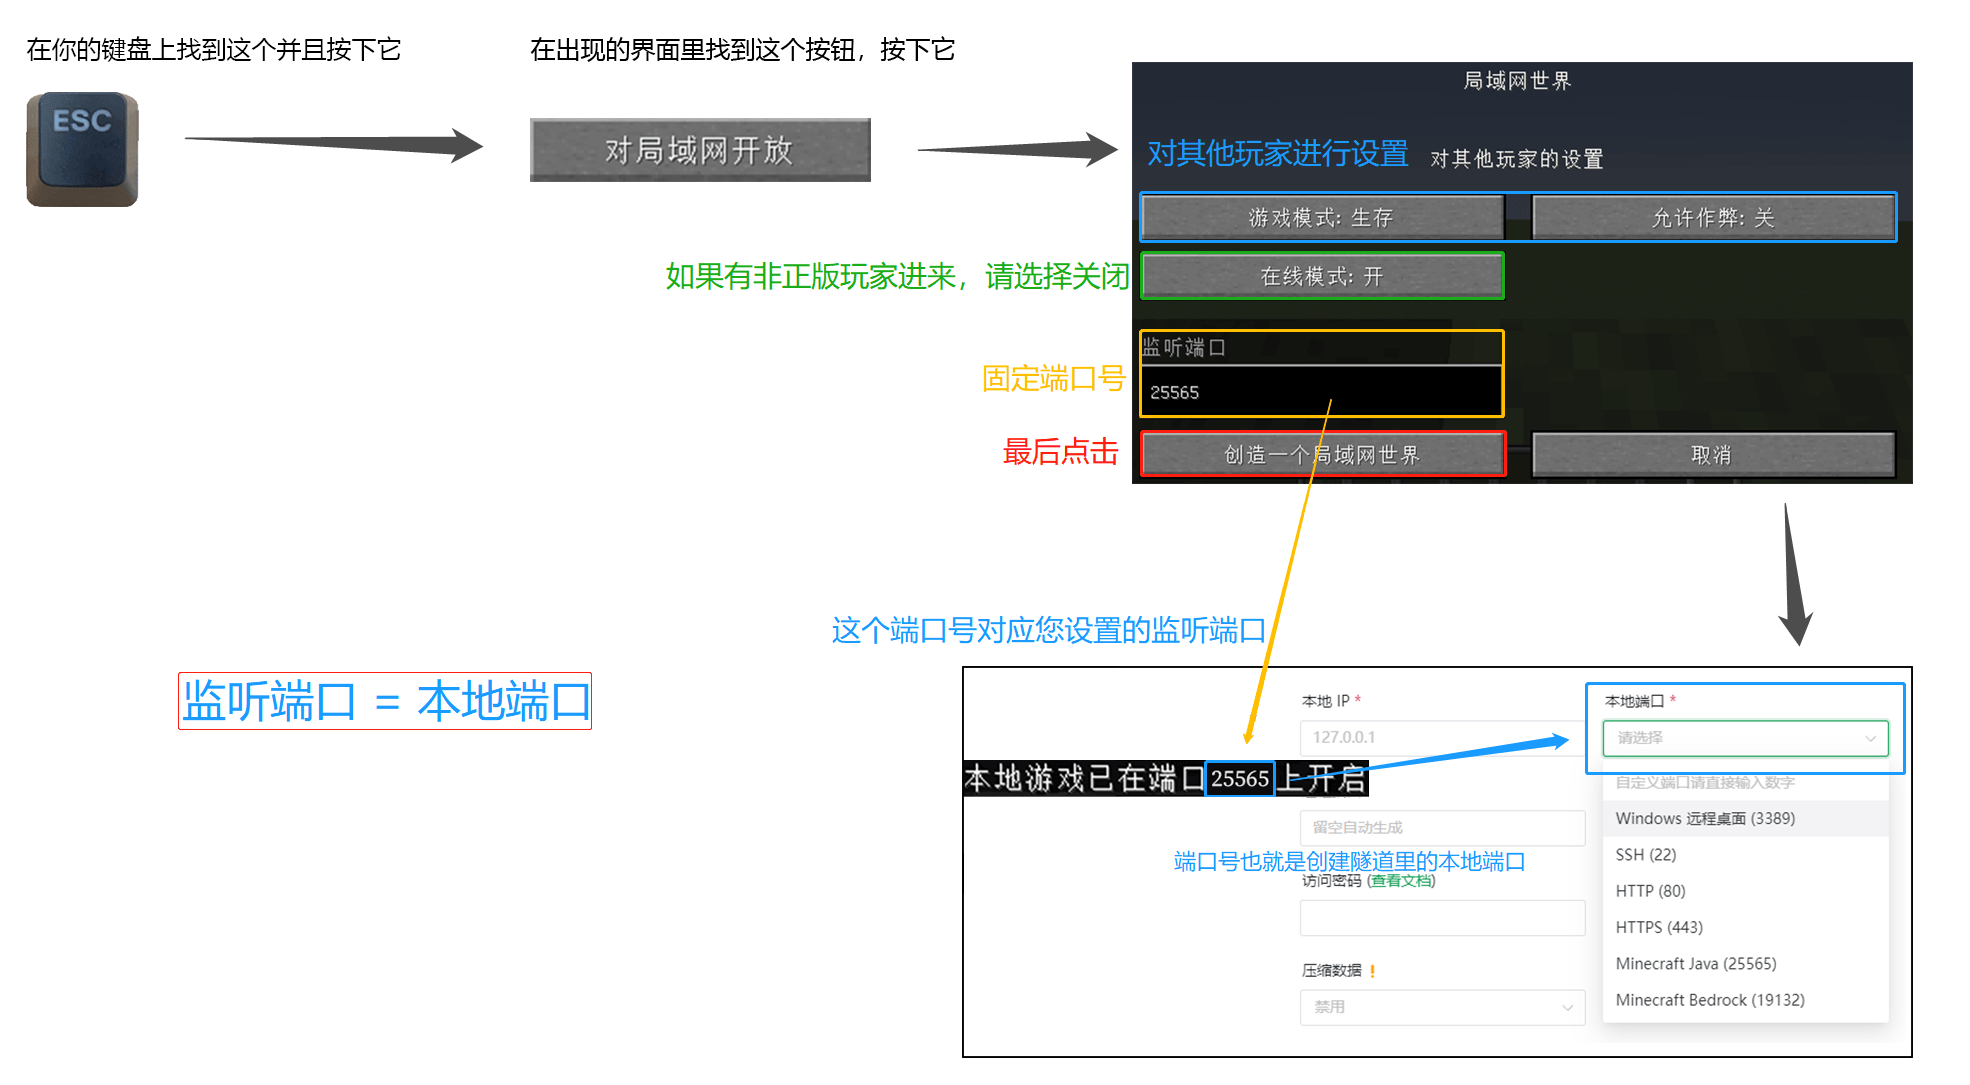 在你的键盘上找到这个并且按下它
在出现的界面里找到这个按钮，按下它
ESC
对局域网开放
局域网世界
对其他玩家进行设置
对其他玩家的设置
游戏模式: 生存
允许作弊: 关
如果有非正版玩家进来，请选择关闭
在线模式: 开
监听端口
固定端口号
25565
最后点击
创造一个局域网世界
取消
这个端口号对应您设置的监听端口
监听端口 = 本地端口
本地 IP *
127.0.0.1
本地端口 *
请选择
本地游戏已在端口25565上开启
自定义端口请直接输入数字
Windows 远程桌面 (3389)
SSH (22)
HTTP (80)
HTTPS (443)
Minecraft Java (25565)
Minecraft Bedrock (19132)
留空自动生成
端口号也就是创建隧道里的本地端口
访问密码 (查看文档)
压缩数据 !
禁用